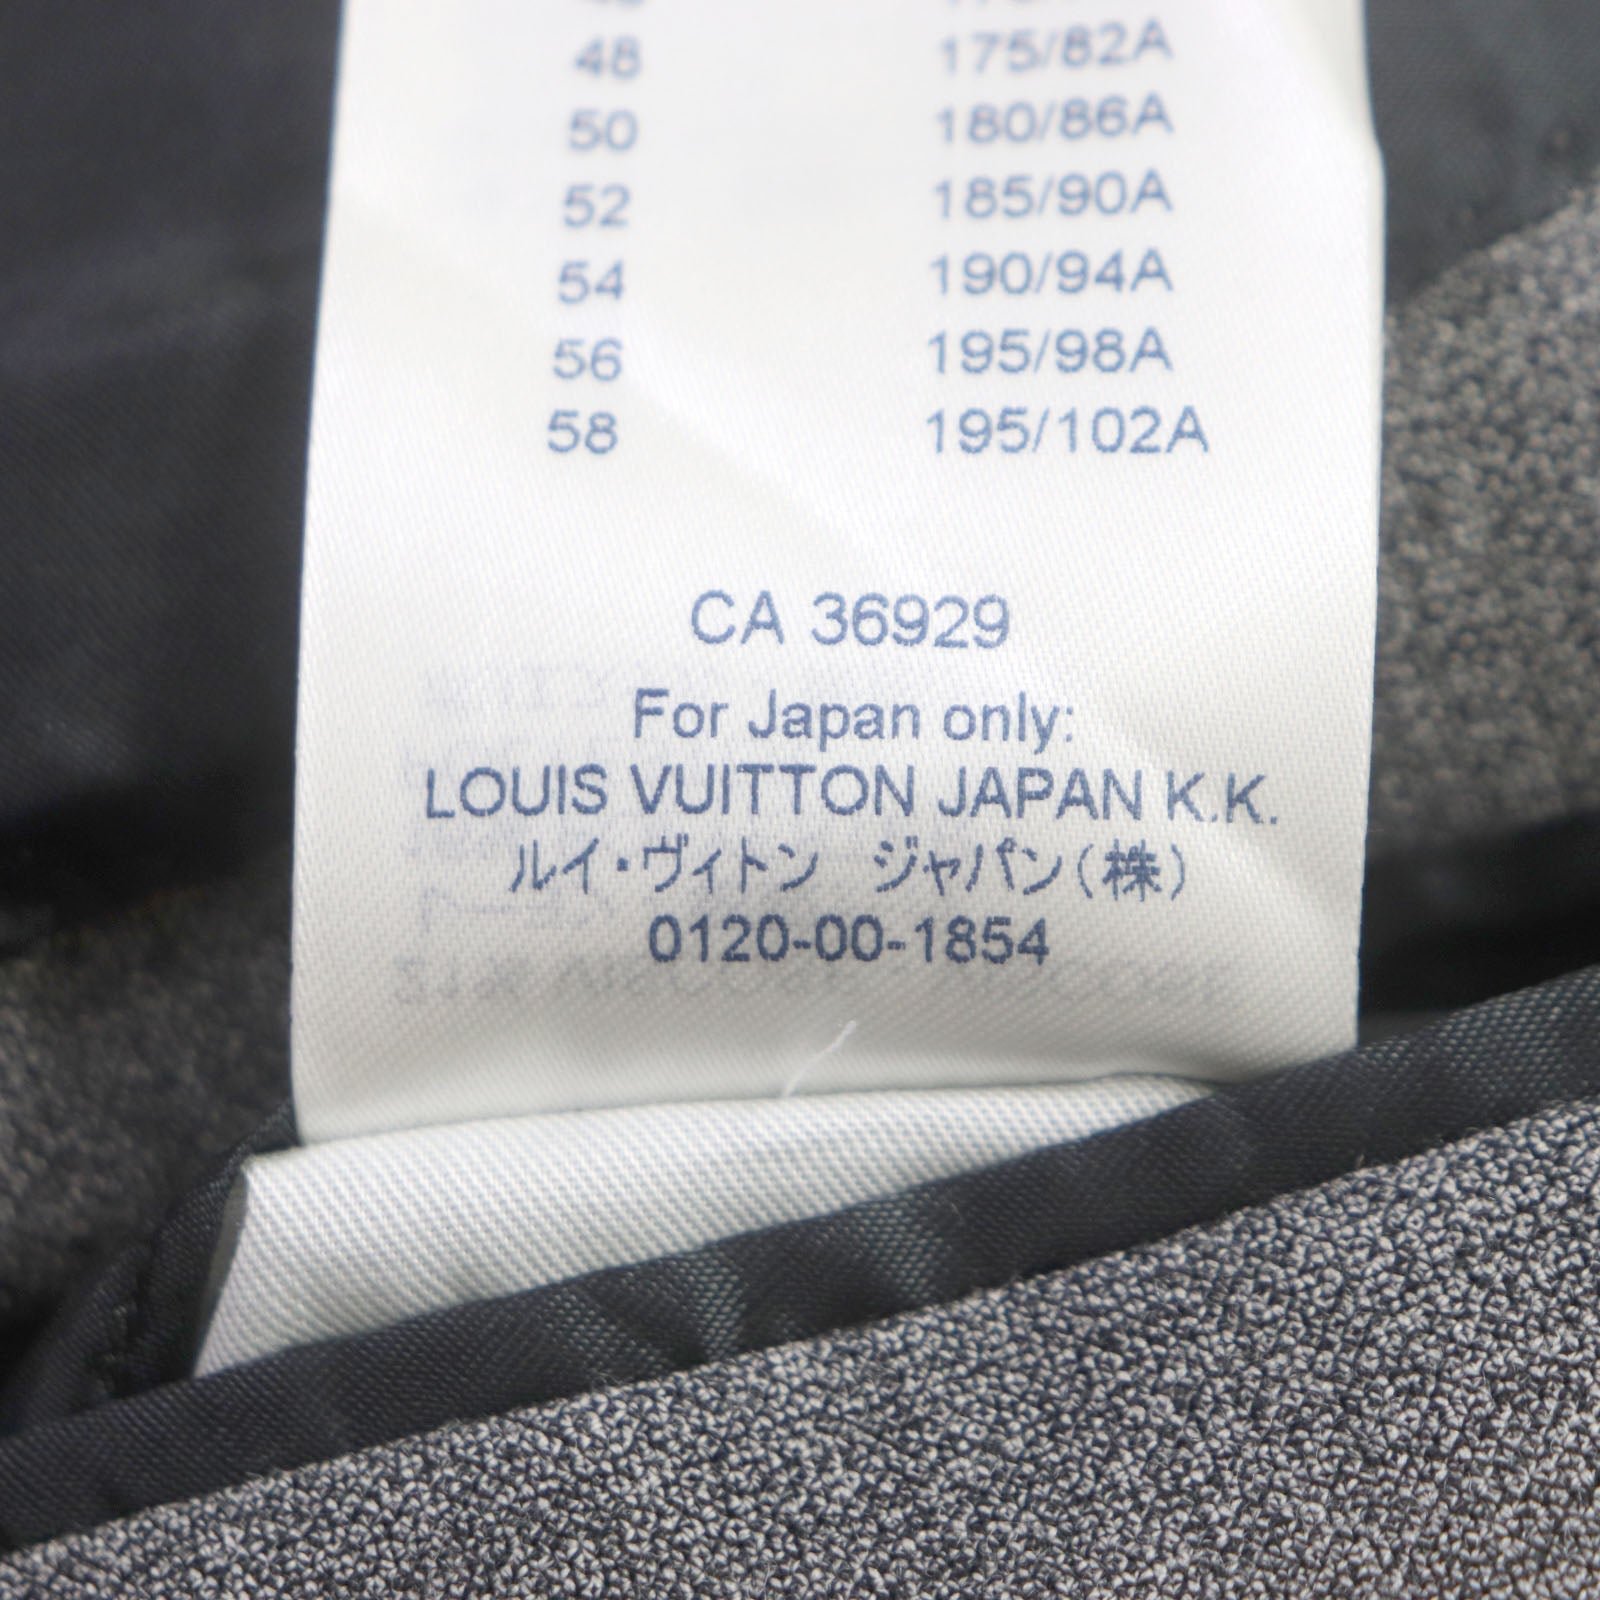 48 175/82A
50 180/86A
52 185/90A
54 190/94A
56 195/98A
58 195/102A
CA 36929
For Japan only:
LOUIS VUITTON JAPAN K.K.
ルイ・ヴィトン　ジャパン(株)
0120-00-1854